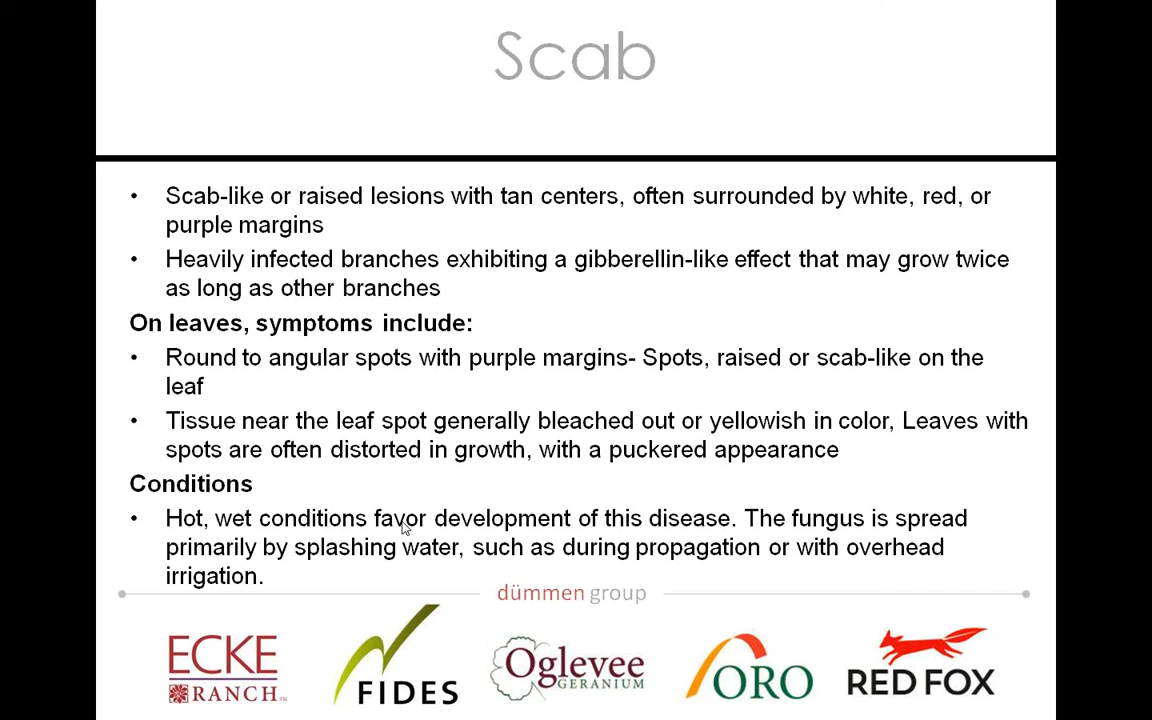 Scab
• Scab-like or raised lesions with tan centers, often surrounded by white, red, or
purple margins
• Heavily infected branches exhibiting a gibberellin-like effect that may grow twice
as long as other branches
On leaves, symptoms include:
• Round to angular spots with purple margins- Spots, raised or scab-like on the
leaf
• Tissue near the leaf spot generally bleached out or yellowish in color, Leaves with
spots are often distorted in growth, with a puckered appearance
Conditions
• Hot, wet conditions favor development of this disease. The fungus is spread
primarily by splashing water, such as during propagation or with overhead
irrigation.
dümmen group
ECKE
RANCH™
FIDES
Oglevee
GERANIUM
ORO
RED FOX